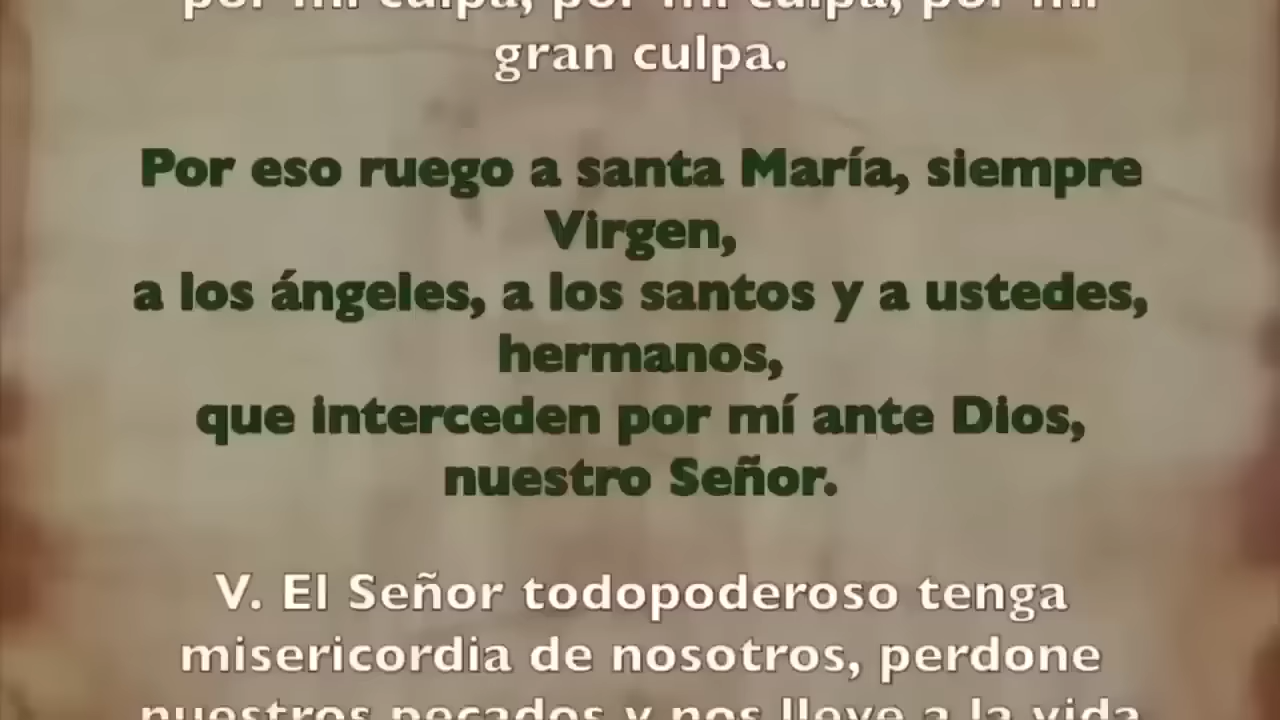 por mi culpa, por mi culpa, por mi
gran culpa.
Por eso ruego a santa María, siempre
Virgen,
a los ángeles, a los santos y a ustedes,
hermanos,
que interceden por mí ante Dios,
nuestro Señor.
V. El Señor todopoderoso tenga
misericordia de nosotros, perdone
nuestros pecados y nos lleve a la vida